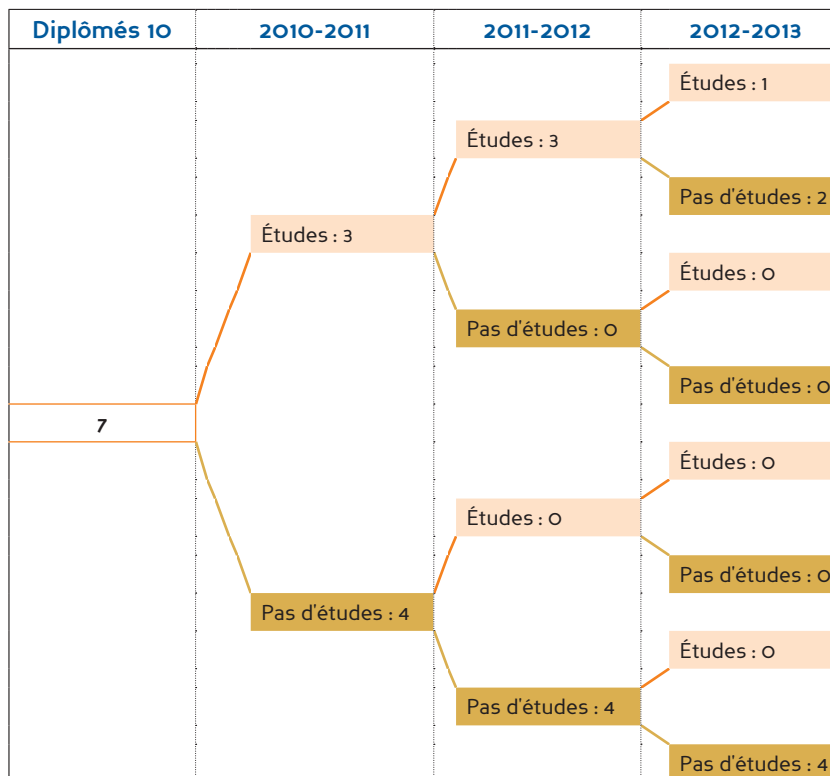 Diplômés 10 2010-2011 2011-2012 2012-2013
Études : 1
Études : 3
Pas d'études : 2
Études : 3
Études : 0
Pas d'études : 0
Pas d'études : 0
7
Études : 0
Études : 0
Pas d'études : 0
Pas d'études : 4
Études : 0
Pas d'études : 4
Pas d'études : 4